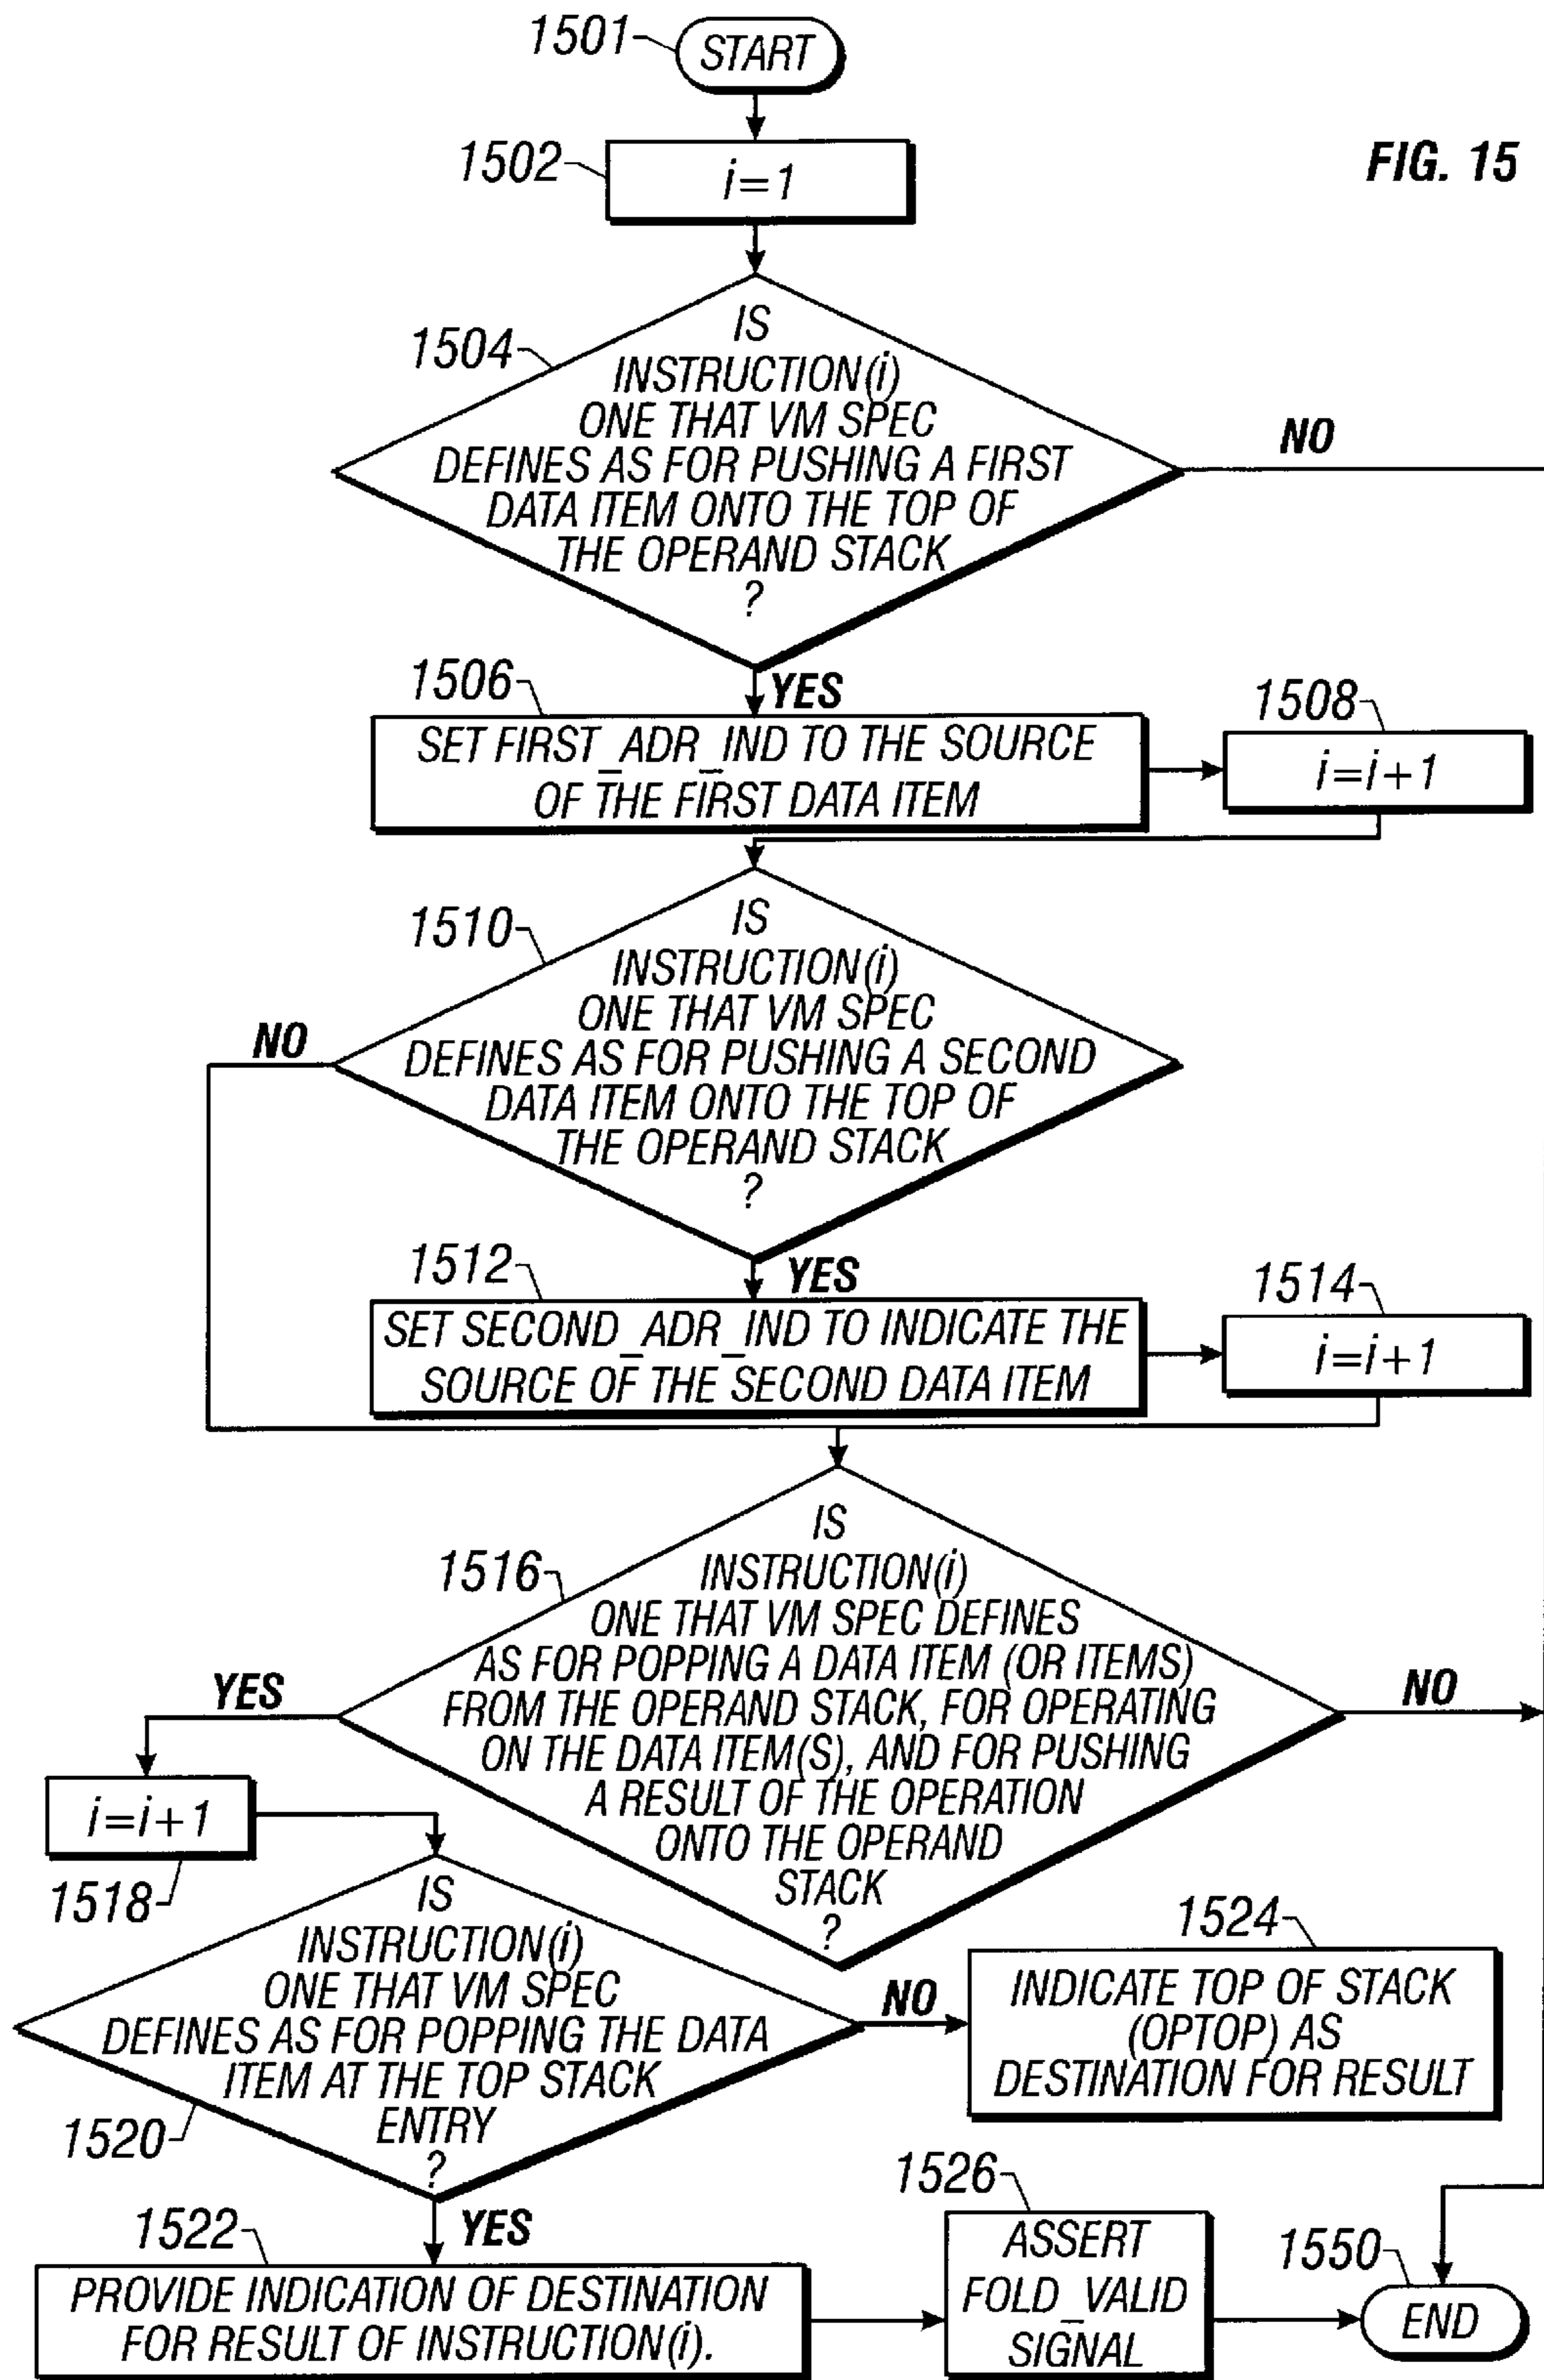 1501
START
1502
i=1
FIG. 15
1504
IS
INSTRUCTION(i)
ONE THAT VM SPEC
DEFINES AS FOR PUSHING A FIRST
DATA ITEM ONTO THE TOP OF
THE OPERAND STACK
?
NO
YES
1506
SET FIRST_ADR_IND TO THE SOURCE
OF THE FIRST DATA ITEM
1508
i=i+1
1510
IS
INSTRUCTION(i)
ONE THAT VM SPEC
DEFINES AS FOR PUSHING A SECOND
DATA ITEM ONTO THE TOP OF
THE OPERAND STACK
?
NO
YES
1512
SET SECOND_ADR_IND TO INDICATE THE
SOURCE OF THE SECOND DATA ITEM
1514
i=i+1
1516
IS
INSTRUCTION(i)
ONE THAT VM SPEC DEFINES
AS FOR POPPING A DATA ITEM (OR ITEMS)
FROM THE OPERAND STACK, FOR OPERATING
ON THE DATA ITEM(S), AND FOR PUSHING
A RESULT OF THE OPERATION
ONTO THE OPERAND
STACK
?
YES
NO
i=i+1
1518
IS
INSTRUCTION(i)
ONE THAT VM SPEC
DEFINES AS FOR POPPING THE DATA
ITEM AT THE TOP STACK
ENTRY
?
1520
NO
1524
INDICATE TOP OF STACK
(OPTOP) AS
DESTINATION FOR RESULT
YES
1522
PROVIDE INDICATION OF DESTINATION
FOR RESULT OF INSTRUCTION(i).
1526
ASSERT
FOLD_VALID
SIGNAL
1550
END